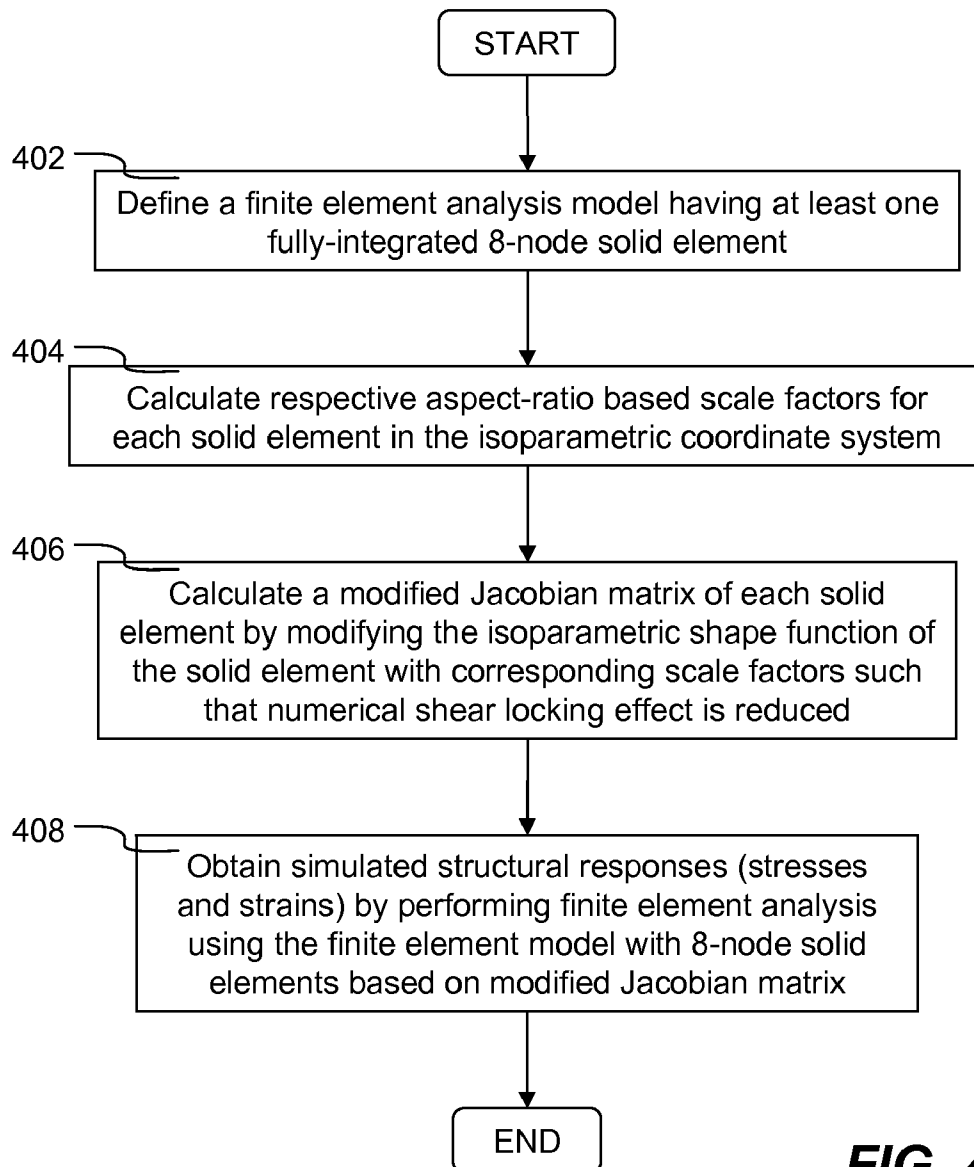 START
402
Define a finite element analysis model having at least one
fully-integrated 8-node solid element
404
Calculate respective aspect-ratio based scale factors for
each solid element in the isoparametric coordinate system
406
Calculate a modified Jacobian matrix of each solid
element by modifying the isoparametric shape function of
the solid element with corresponding scale factors such
that numerical shear locking effect is reduced
408
Obtain simulated structural responses (stresses
and strains) by performing finite element analysis
using the finite element model with 8-node solid
elements based on modified Jacobian matrix
END
FIG.